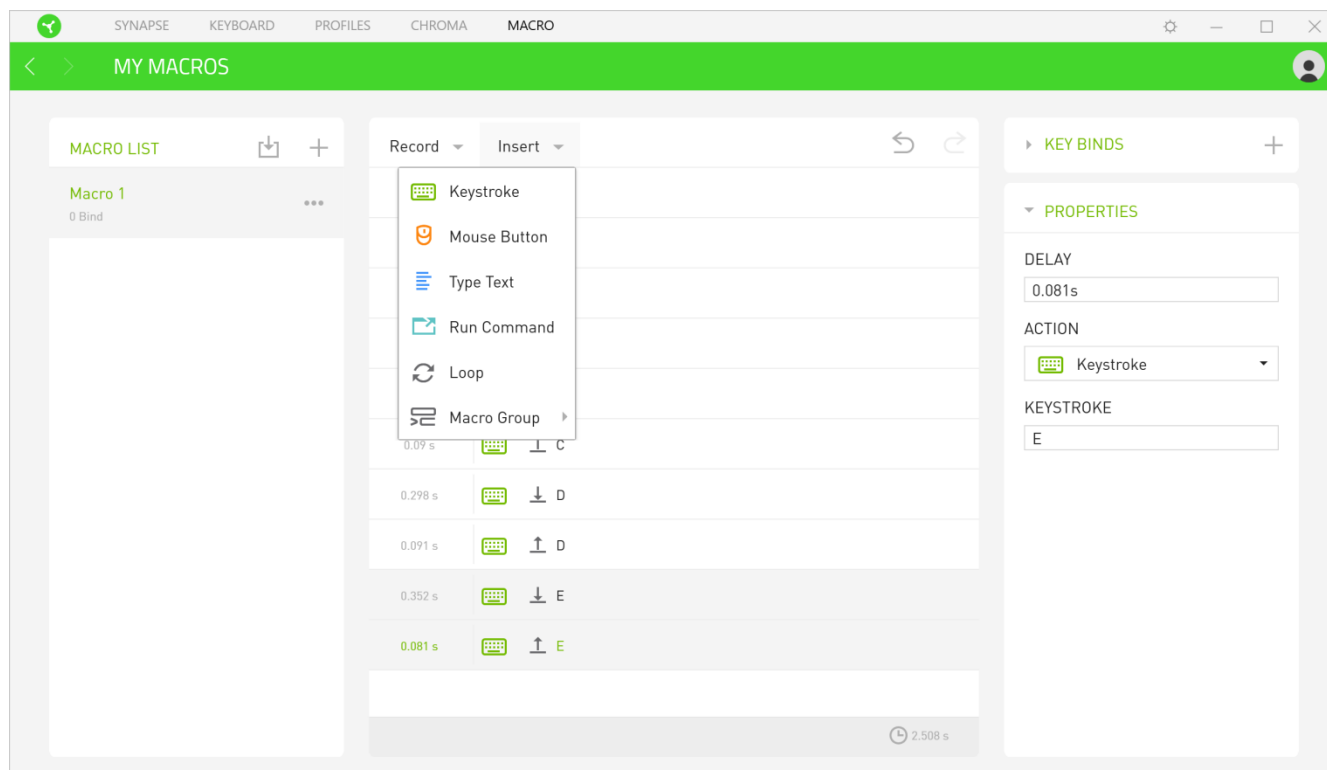 SYNAPSE KEYBOARD PROFILES CHROMA MACRO
MY MACROS
MACRO LIST
Macro 1
0 Bind
Record Insert
Keystroke
Mouse Button
Type Text
Run Command
Loop
Macro Group
0.09 s C
0.298 s D
0.091 s D
0.352 s E
0.081 s E
2.508 s
KEY BINDS
PROPERTIES
DELAY
0.081s
ACTION
Keystroke
KEYSTROKE
E